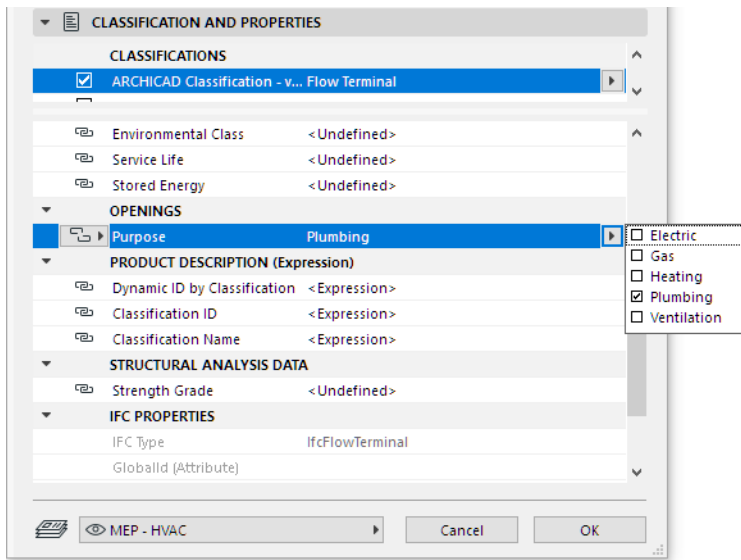 CLASSIFICATION AND PROPERTIES
CLASSIFICATIONS
ARCHICAD Classification - v... Flow Terminal
Environmental Class <Undefined>
Service Life <Undefined>
Stored Energy <Undefined>
OPENINGS
Purpose Plumbing
Electric
Gas
Heating
Plumbing
Ventilation
PRODUCT DESCRIPTION (Expression)
Dynamic ID by Classification <Expression>
Classification ID <Expression>
Classification Name <Expression>
STRUCTURAL ANALYSIS DATA
Strength Grade <Undefined>
IFC PROPERTIES
IFC Type IfcFlowTerminal
GlobalId (Attribute)
MEP - HVAC Cancel OK